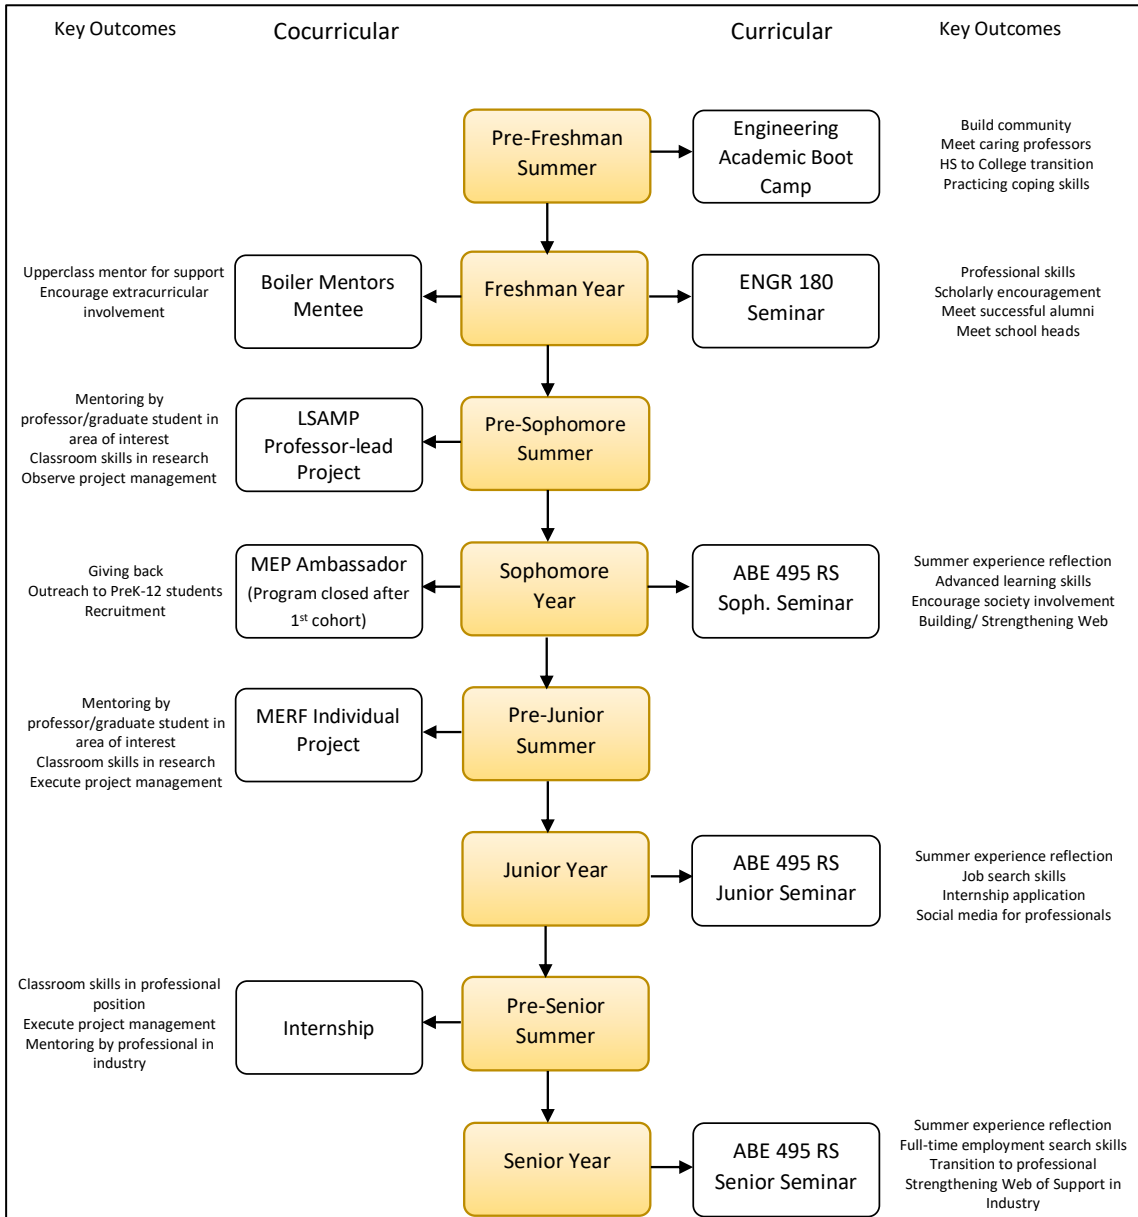 Key Outcomes
Cocurricular
Curricular
Key Outcomes
Pre-Freshman
Summer
Engineering
Academic Boot
Camp
Build community
Meet caring professors
HS to College transition
Practicing coping skills
Upperclass mentor for support
Encourage extracurricular
involvement
Boiler Mentors
Mentee
Freshman Year
ENGR 180
Seminar
Professional skills
Scholarly encouragement
Meet successful alumni
Meet school heads
Mentoring by
professor/graduate student in
area of interest
Classroom skills in research
Observe project management
LSAMP
Professor-lead
Project
Pre-Sophomore
Summer
Giving back
Outreach to PreK-12 students
Recruitment
MEP Ambassador
(Program closed after
1st cohort)
Sophomore
Year
ABE 495 RS
Soph. Seminar
Summer experience reflection
Advanced learning skills
Encourage society involvement
Building/ Strengthening Web
Mentoring by
professor/graduate student in
area of interest
Classroom skills in research
Execute project management
MERF Individual
Project
Pre-Junior
Summer
Junior Year
ABE 495 RS
Junior Seminar
Summer experience reflection
Job search skills
Internship application
Social media for professionals
Classroom skills in professional
position
Execute project management
Mentoring by professional in
industry
Internship
Pre-Senior
Summer
Senior Year
ABE 495 RS
Senior Seminar
Summer experience reflection
Full-time employment search skills
Transition to professional
Strengthening Web of Support in
Industry